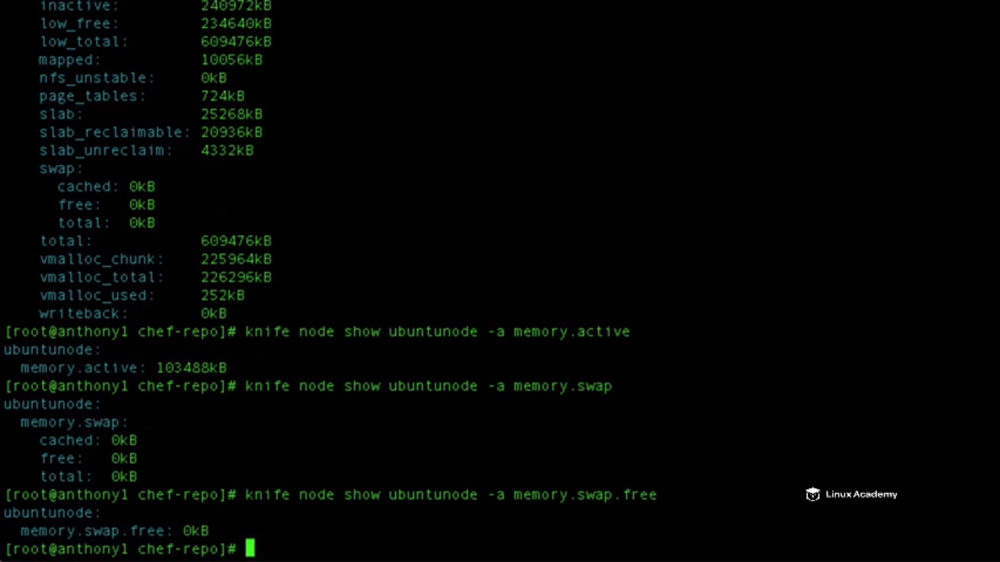 inactive: 240972kB
low_free: 234640kB
low_total: 609476kB
mapped: 10056kB
nfs_unstable: 0kB
page_tables: 724kB
slab: 25268kB
slab_reclaimable: 20936kB
slab_unreclaim: 4332kB
swap:
cached: 0kB
free: 0kB
total: 0kB
total: 609476kB
vmalloc_chunk: 225964kB
vmalloc_total: 226296kB
vmalloc_used: 252kB
writeback: 0kB
[root@anthony1 chef-repo]# knife node show ubuntunode -a memory.active
ubuntunode:
memory.active: 103488kB
[root@anthony1 chef-repo]# knife node show ubuntunode -a memory.swap
ubuntunode:
memory.swap:
cached: 0kB
free: 0kB
total: 0kB
[root@anthony1 chef-repo]# knife node show ubuntunode -a memory.swap.free
Linux Academy
ubuntunode:
memory.swap.free: 0kB
[root@anthony1 chef-repo]#